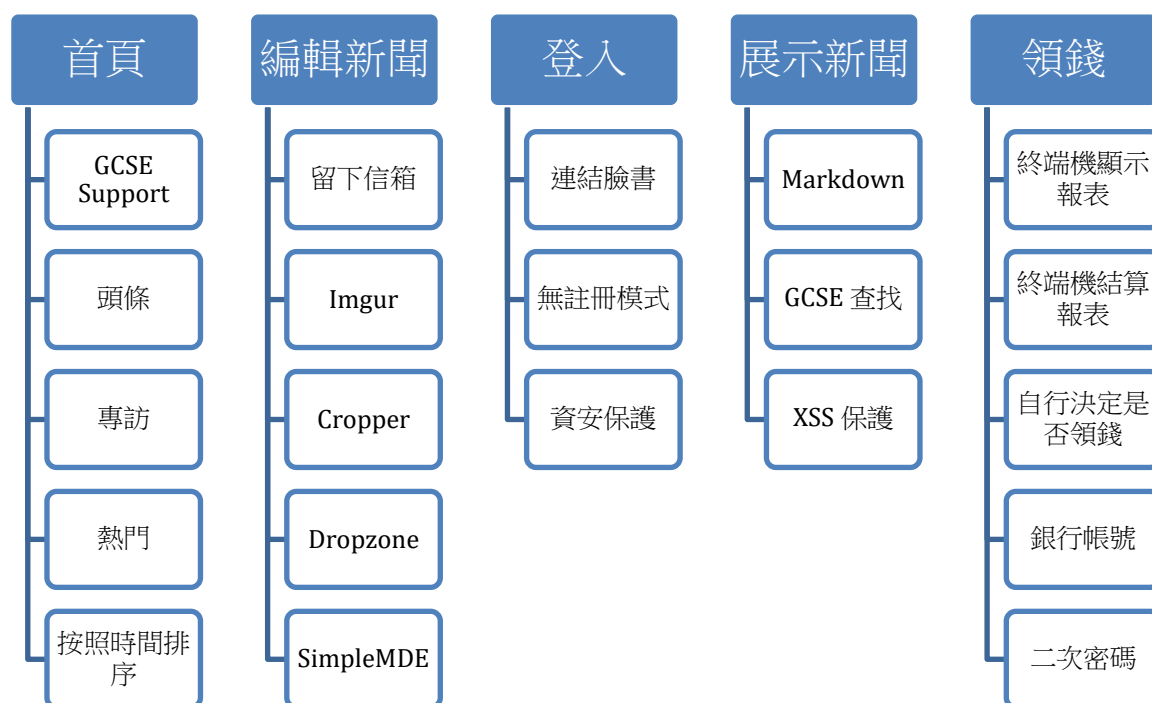 首頁
GCSE
Support
頭條
專訪
熱門
按照時間排
序
編輯新聞
留下信箱
Imgur
Cropper
Dropzone
SimpleMDE
登入
連結臉書
無註冊模式
資安保護
展示新聞
Markdown
GCSE 查找
XSS 保護
領錢
終端機顯示
報表
終端機結算
報表
自行決定是
否領錢
銀行帳號
二次密碼